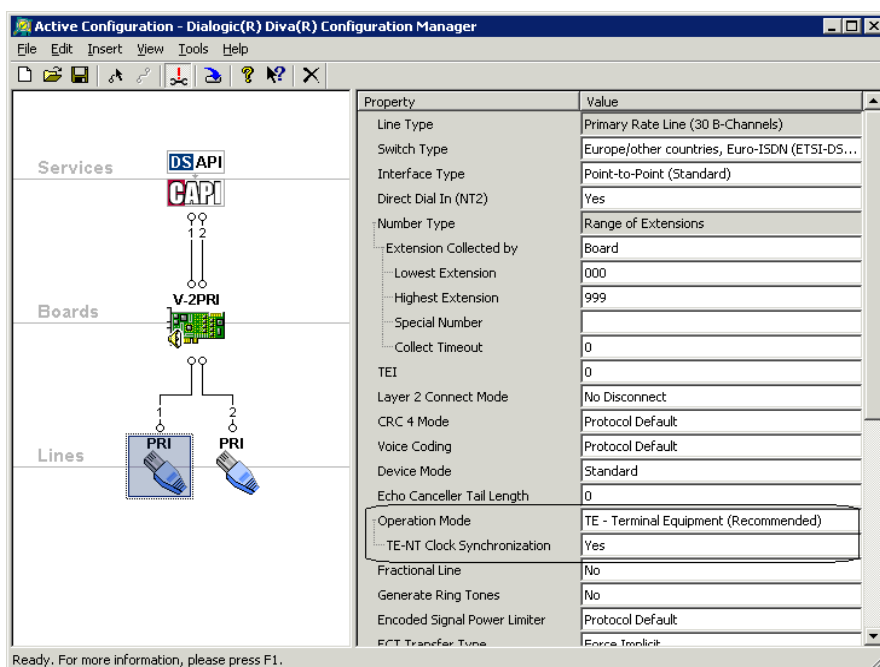 Active Configuration - Dialogic(R) Diva(R) Configuration Manager
File Edit Insert View Tools Help
Services
DS API
CAPI
1 2
V-2PRI
Boards
1 2
PRI PRI
Lines
Property Value
Line Type Primary Rate Line (30 B-Channels)
Switch Type Europe/other countries, Euro-ISDN (ETSI-DS...
Interface Type Point-to-Point (Standard)
Direct Dial In (NT2) Yes
Number Type Range of Extensions
Extension Collected by Board
Lowest Extension 000
Highest Extension 999
Special Number
Collect Timeout 0
TEI 0
Layer 2 Connect Mode No Disconnect
CRC 4 Mode Protocol Default
Voice Coding Protocol Default
Device Mode Standard
Echo Canceller Tail Length 0
Operation Mode TE - Terminal Equipment (Recommended)
TE-NT Clock Synchronization Yes
Fractional Line No
Generate Ring Tones No
Encoded Signal Power Limiter Protocol Default
ECT Transfer Type Force Implicit
Ready. For more information, please press F1.